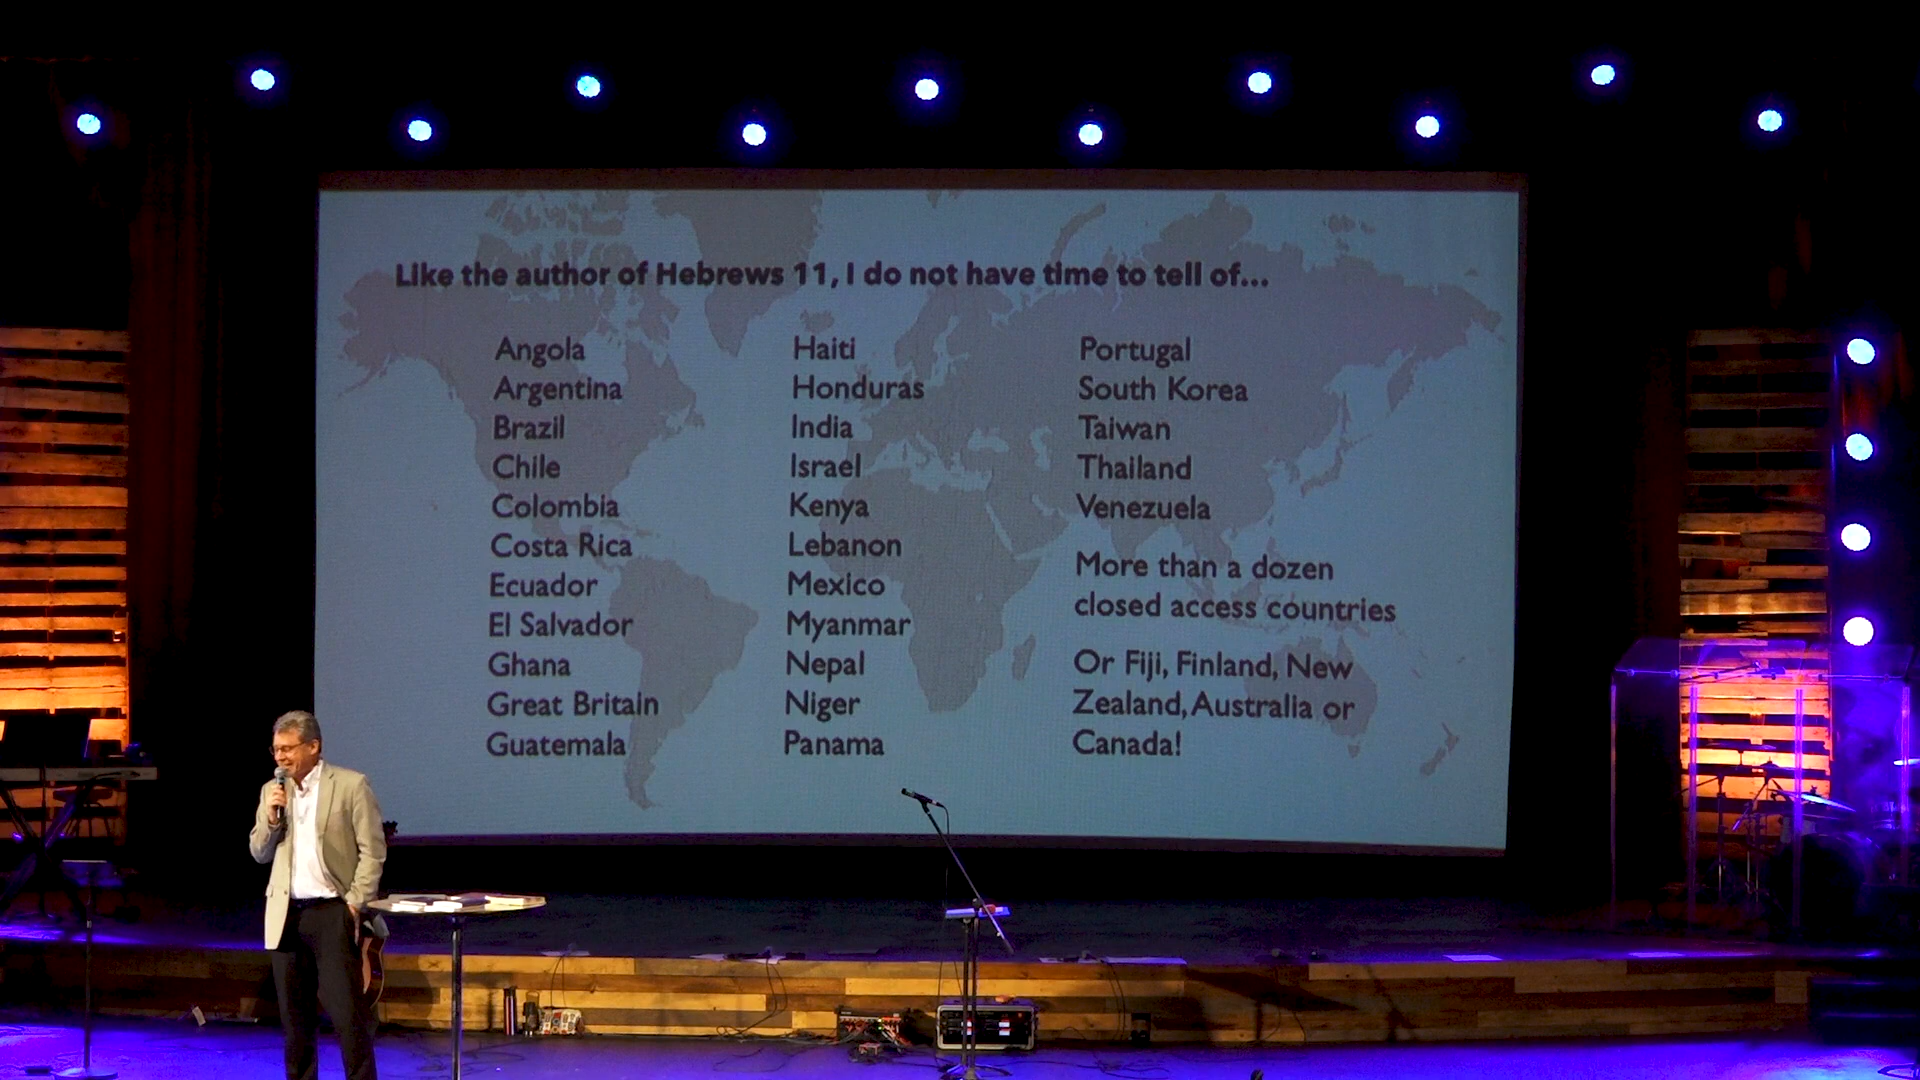 Like the author of Hebrews 11, I do not have time to tell of...
Angola
Argentina
Brazil
Chile
Colombia
Costa Rica
Ecuador
El Salvador
Ghana
Great Britain
Guatemala
Haiti
Honduras
India
Israel
Kenya
Lebanon
Mexico
Myanmar
Nepal
Niger
Panama
Portugal
South Korea
Taiwan
Thailand
Venezuela
More than a dozen
closed access countries
Or Fiji, Finland, New
Zealand, Australia or
Canada!